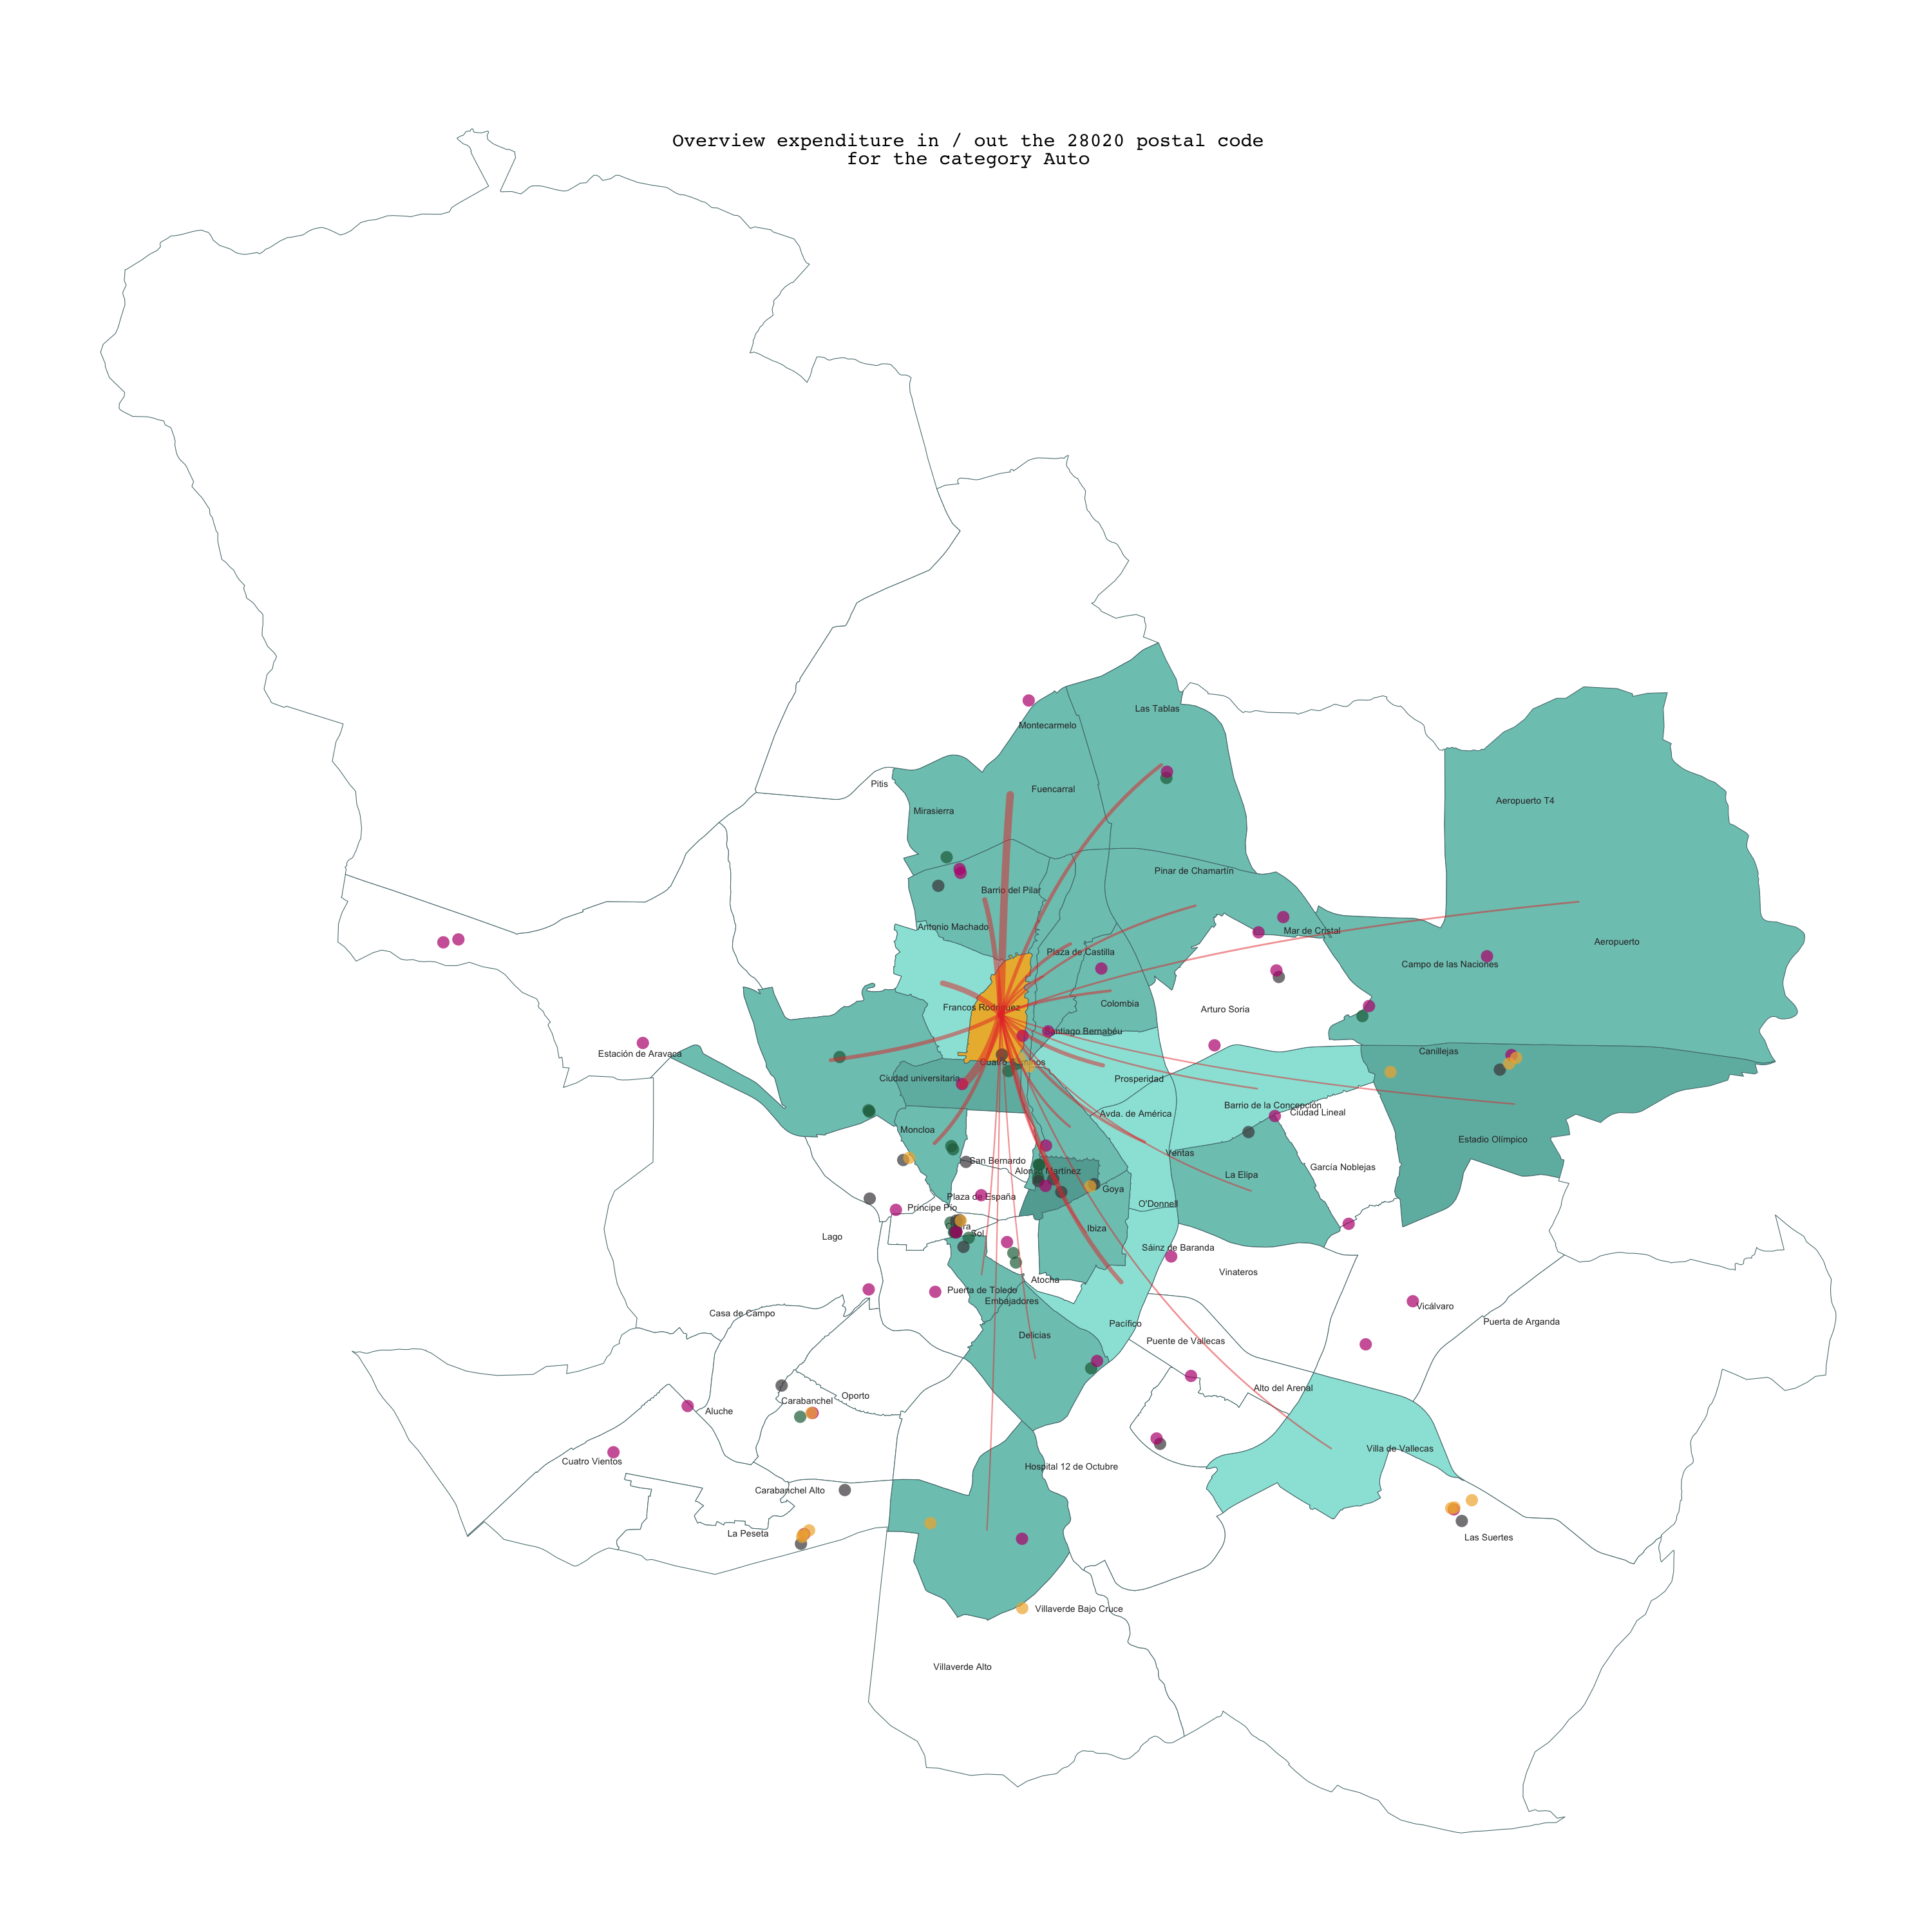 Overview expenditure in / out the 28020 postal code
for the category Auto
Las Tablas
Montecarmelo
Pitis
Fuencarral
Aeropuerto T4
Mirasierra
Pinar de Chamartín
Barrio del Pilar
Antonio Machado
Mar de Cristal
Aeropuerto
Plaza de Castilla
Campo de las Naciones
Francos Rodríguez
Colombia
Arturo Soria
Santiago Bernabéu
Estación de Aravaca
Canillejas
Ciudad universitaria
Prosperidad
Barrio de la Concepción
Avda. de América
Ciudad Lineal
Moncloa
Estadio Olímpico
Ventas
San Bernardo
García Noblejas
Alonso Martínez
La Elipa
Goya
Plaza de España
O'Donnell
Príncipe Pío
Ibiza
Sol
Lago
Sáinz de Baranda
Vinateros
Atocha
Puerta de Toledo
Embajadores
Vicálvaro
Casa de Campo
Puerta de Arganda
Pacífico
Delicias
Puente de Vallecas
Alto del Arenal
Oporto
Carabanchel
Aluche
Villa de Vallecas
Cuatro Vientos
Hospital 12 de Octubre
Carabanchel Alto
La Peseta
Las Suertes
Villaverde Bajo Cruce
Villaverde Alto